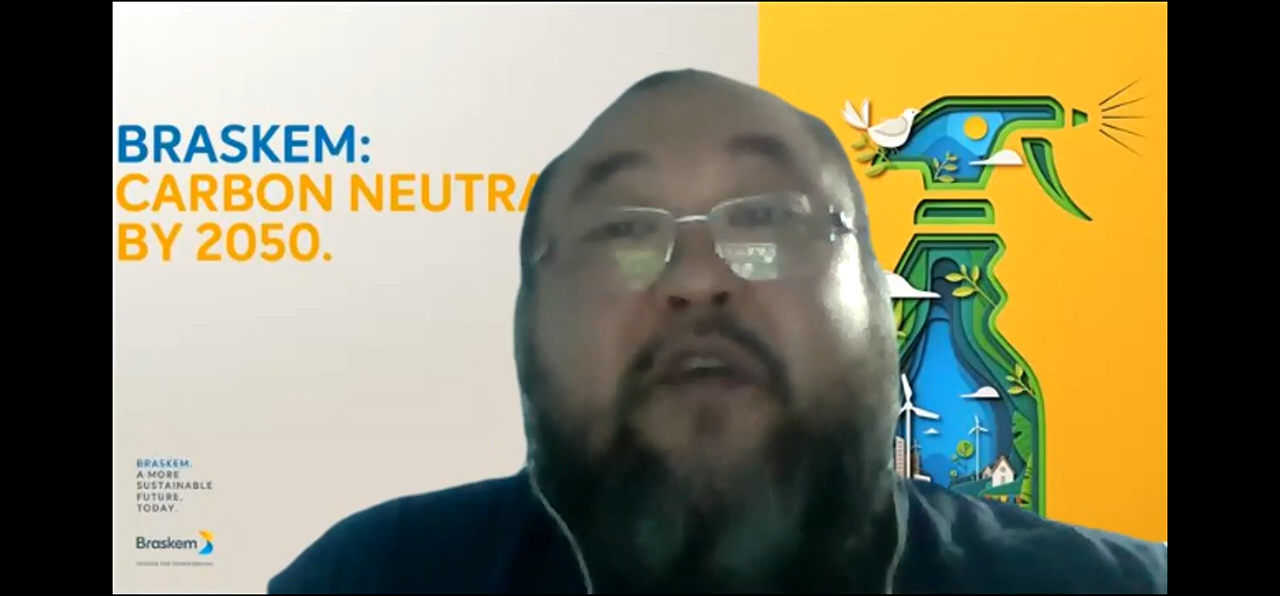 BRASKEM:
CARBON NEUTRA
BY 2050.
BRASKEM.
A MORE
SUSTAINABLE
FUTURE,
TODAY.
Braskem